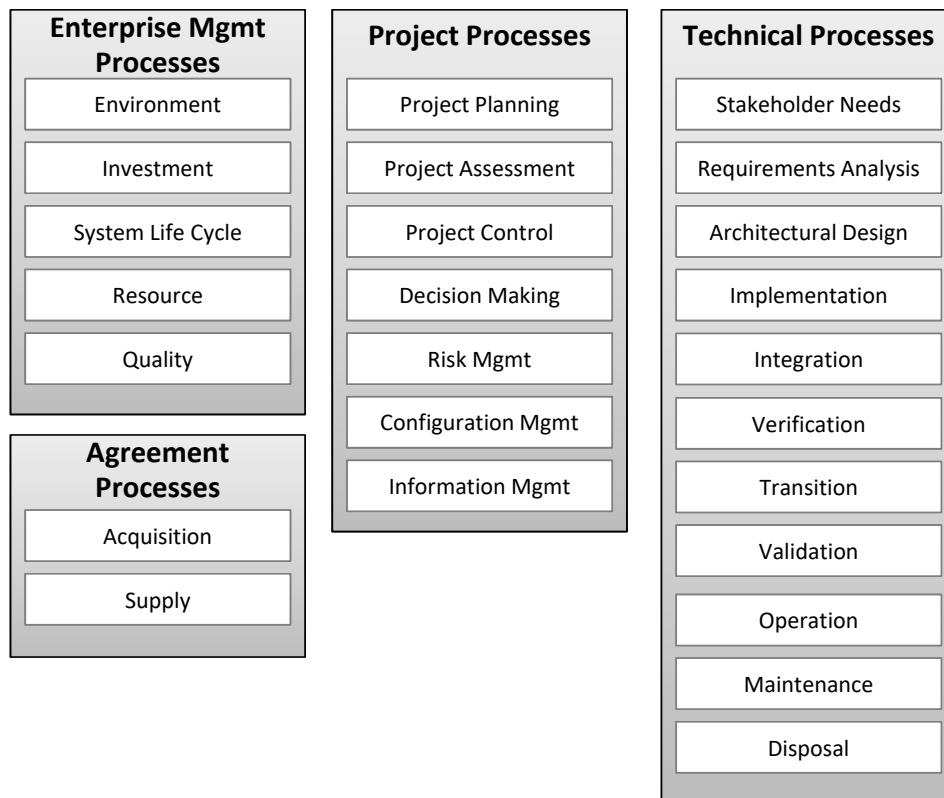 Enterprise Mgmt
Processes
Environment
Investment
System Life Cycle
Resource
Quality
Agreement
Processes
Acquisition
Supply
Project Processes
Project Planning
Project Assessment
Project Control
Decision Making
Risk Mgmt
Configuration Mgmt
Information Mgmt
Technical Processes
Stakeholder Needs
Requirements Analysis
Architectural Design
Implementation
Integration
Verification
Transition
Validation
Operation
Maintenance
Disposal